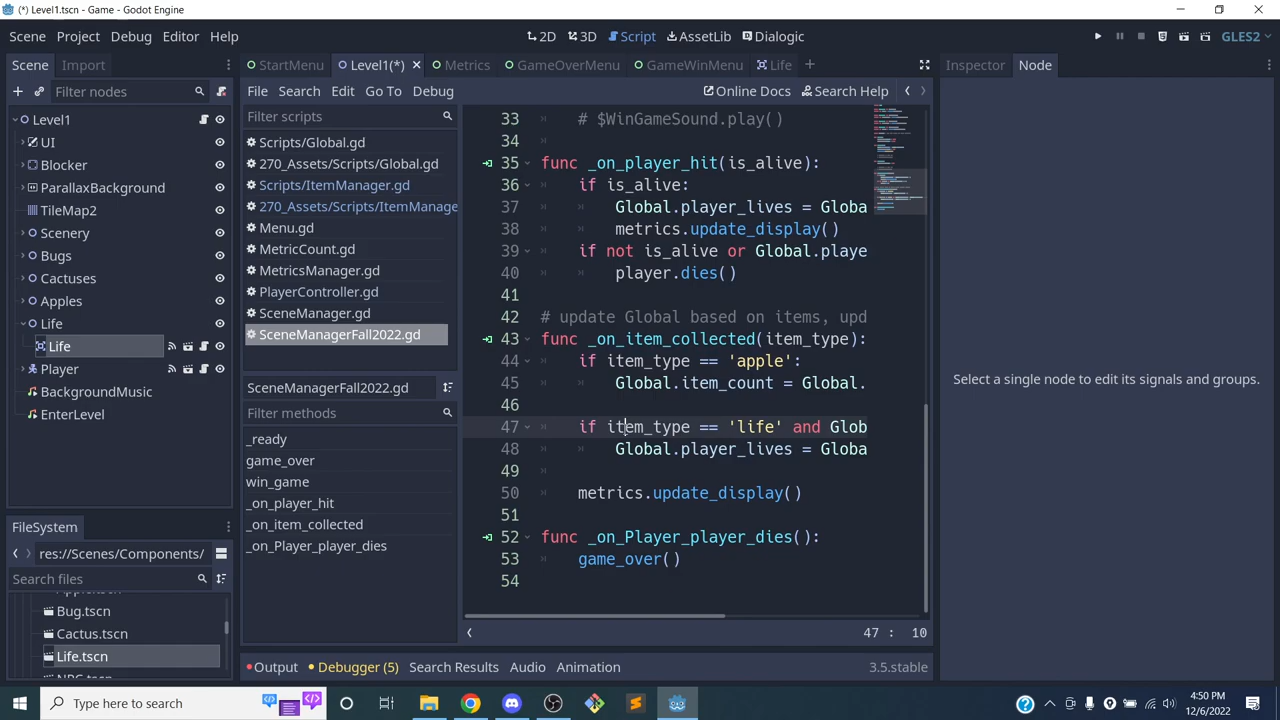 (*) Level1.tscn - Game - Godot Engine
Scene Project Debug Editor Help
2D 3D Script AssetLib Dialogic
GLES2
Scene Import
StartMenu Level1(*) Metrics GameOverMenu GameWinMenu Life
Inspector Node
Filter nodes
File Search Edit Go To Debug
Online Docs Search Help
Level1
UI
Blocker
ParallaxBackground
TileMap2
Scenery
Bugs
Cactuses
Apples
Life
Life
Player
BackgroundMusic
EnterLevel
Filter scripts
Scripts/Global.gd
270_Assets/Scripts/Global.gd
Scripts/ItemManager.gd
270_Assets/Scripts/ItemManage
Menu.gd
MetricCount.gd
MetricsManager.gd
PlayerController.gd
SceneManager.gd
SceneManagerFall2022.gd
SceneManagerFall2022.gd
Filter methods
_ready
game_over
win_game
_on_player_hit
_on_item_collected
_on_Player_player_dies
33 # $WinGameSound.play()
34
35 func _on_player_hit(is_alive):
36 if is_alive:
37 Global.player_lives = Globa
38 metrics.update_display()
39 if not is_alive or Global.playe
40 player.dies()
41
42 # update Global based on items, upd
43 func _on_item_collected(item_type):
44 if item_type == 'apple':
45 Global.item_count = Global.
46
47 if item_type == 'life' and Glob
48 Global.player_lives = Globa
49
50 metrics.update_display()
51
52 func _on_Player_player_dies():
53 game_over()
54
47 : 10
Select a single node to edit its signals and groups.
FileSystem
res://Scenes/Components/
Search files
Bug.tscn
Cactus.tscn
Life.tscn
Output Debugger (5) Search Results Audio Animation
3.5.stable
Type here to search
4:50 PM
12/6/2022